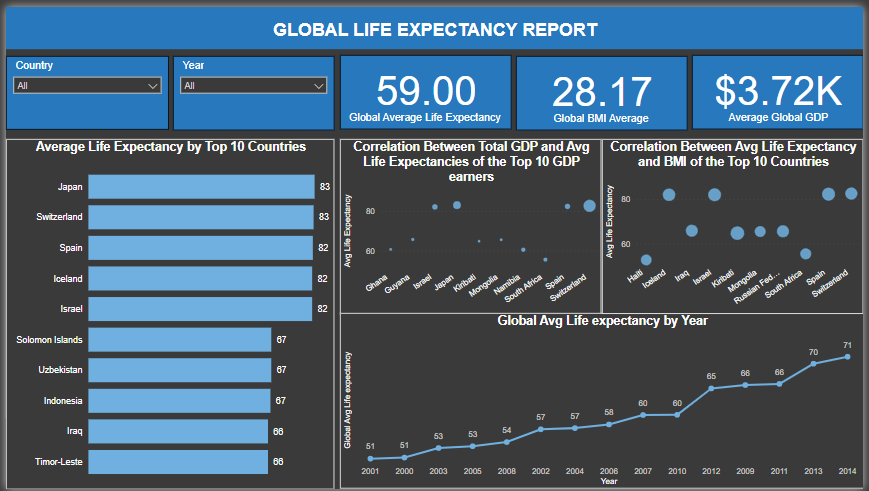 GLOBAL LIFE EXPECTANCY REPORT
Country
All
Year
All
59.00
Global Average Life Expectancy
28.17
Global BMI Average
$3.72K
Average Global GDP
Average Life Expectancy by Top 10 Countries
Japan 83
Switzerland 83
Spain 82
Iceland 82
Israel 82
Solomon Islands 67
Uzbekistan 67
Indonesia 67
Iraq 66
Timor-Leste 66
Correlation Between Total GDP and Avg
Life Expectancies of the Top 10 GDP
earners
Avg Life Expectancy
80
60
Ghana
Guyana
Israel
Japan
Kiribati
Mongolia
Namibia
South Africa
Spain
Switzerland
Correlation Between Avg Life Expectancy
and BMI of the Top 10 Countries
Avg Life Expectancy
80
60
Haiti
Iceland
Iraq
Israel
Kiribati
Mongolia
Russian Fed...
South Africa
Spain
Switzerland
Global Avg Life expectancy by Year
Global Avg Life expectancy
51 51 53 53 54 57 57 58 60 60 65 66 66 70 71
2001 2000 2003 2005 2008 2002 2004 2006 2007 2010 2012 2009 2011 2013 2014
Year